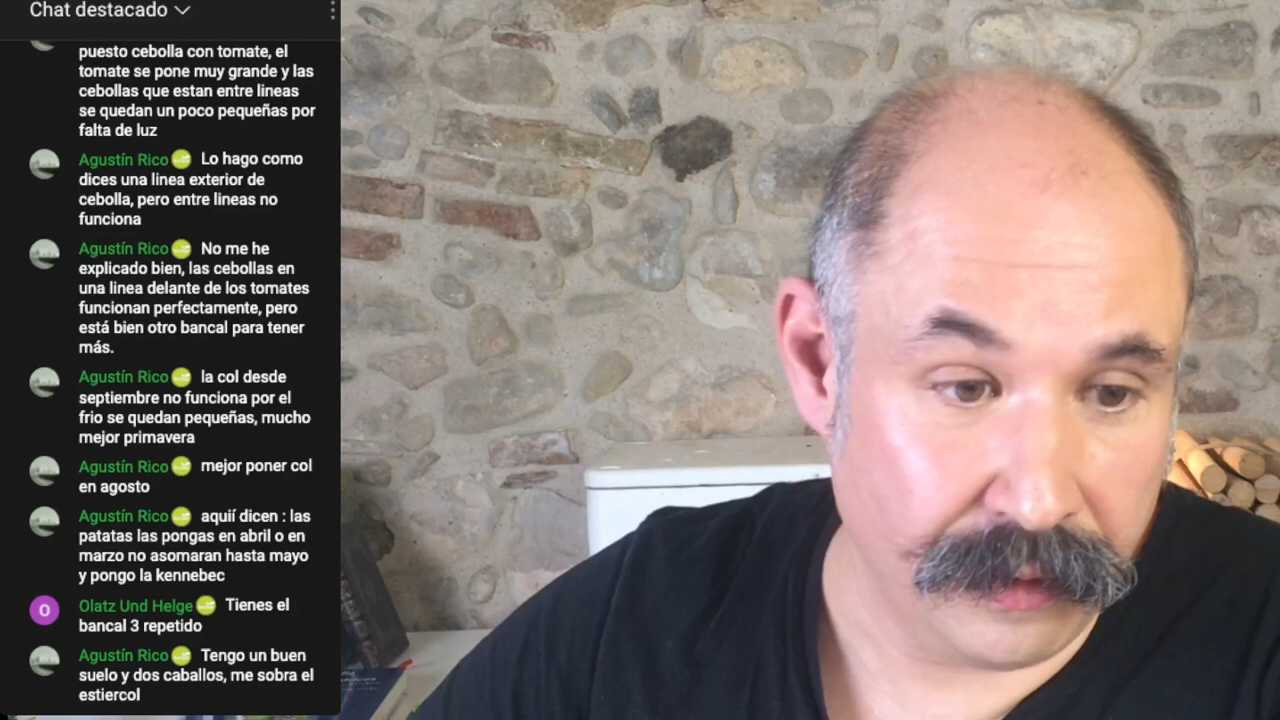 Chat destacado
puesto cebolla con tomate, el
tomate se pone muy grande y las
cebollas que estan entre lineas
se quedan un poco pequeñas por
falta de luz
Agustín Rico Lo hago como
dices una linea exterior de
cebolla, pero entre lineas no
funciona
Agustín Rico No me he
explicado bien, las cebollas en
una linea delante de los tomates
funcionan perfectamente, pero
está bien otro bancal para tener
más.
Agustín Rico la col desde
septiembre no funciona por el
frio se quedan pequeñas, mucho
mejor primavera
Agustín Rico mejor poner col
en agosto
Agustín Rico aquií dicen : las
patatas las pongas en abril o en
marzo no asomaran hasta mayo
y pongo la kennebec
O
Olatz Und Helge Tienes el
bancal 3 repetido
Agustín Rico Tengo un buen
suelo y dos caballos, me sobra el
estiercol